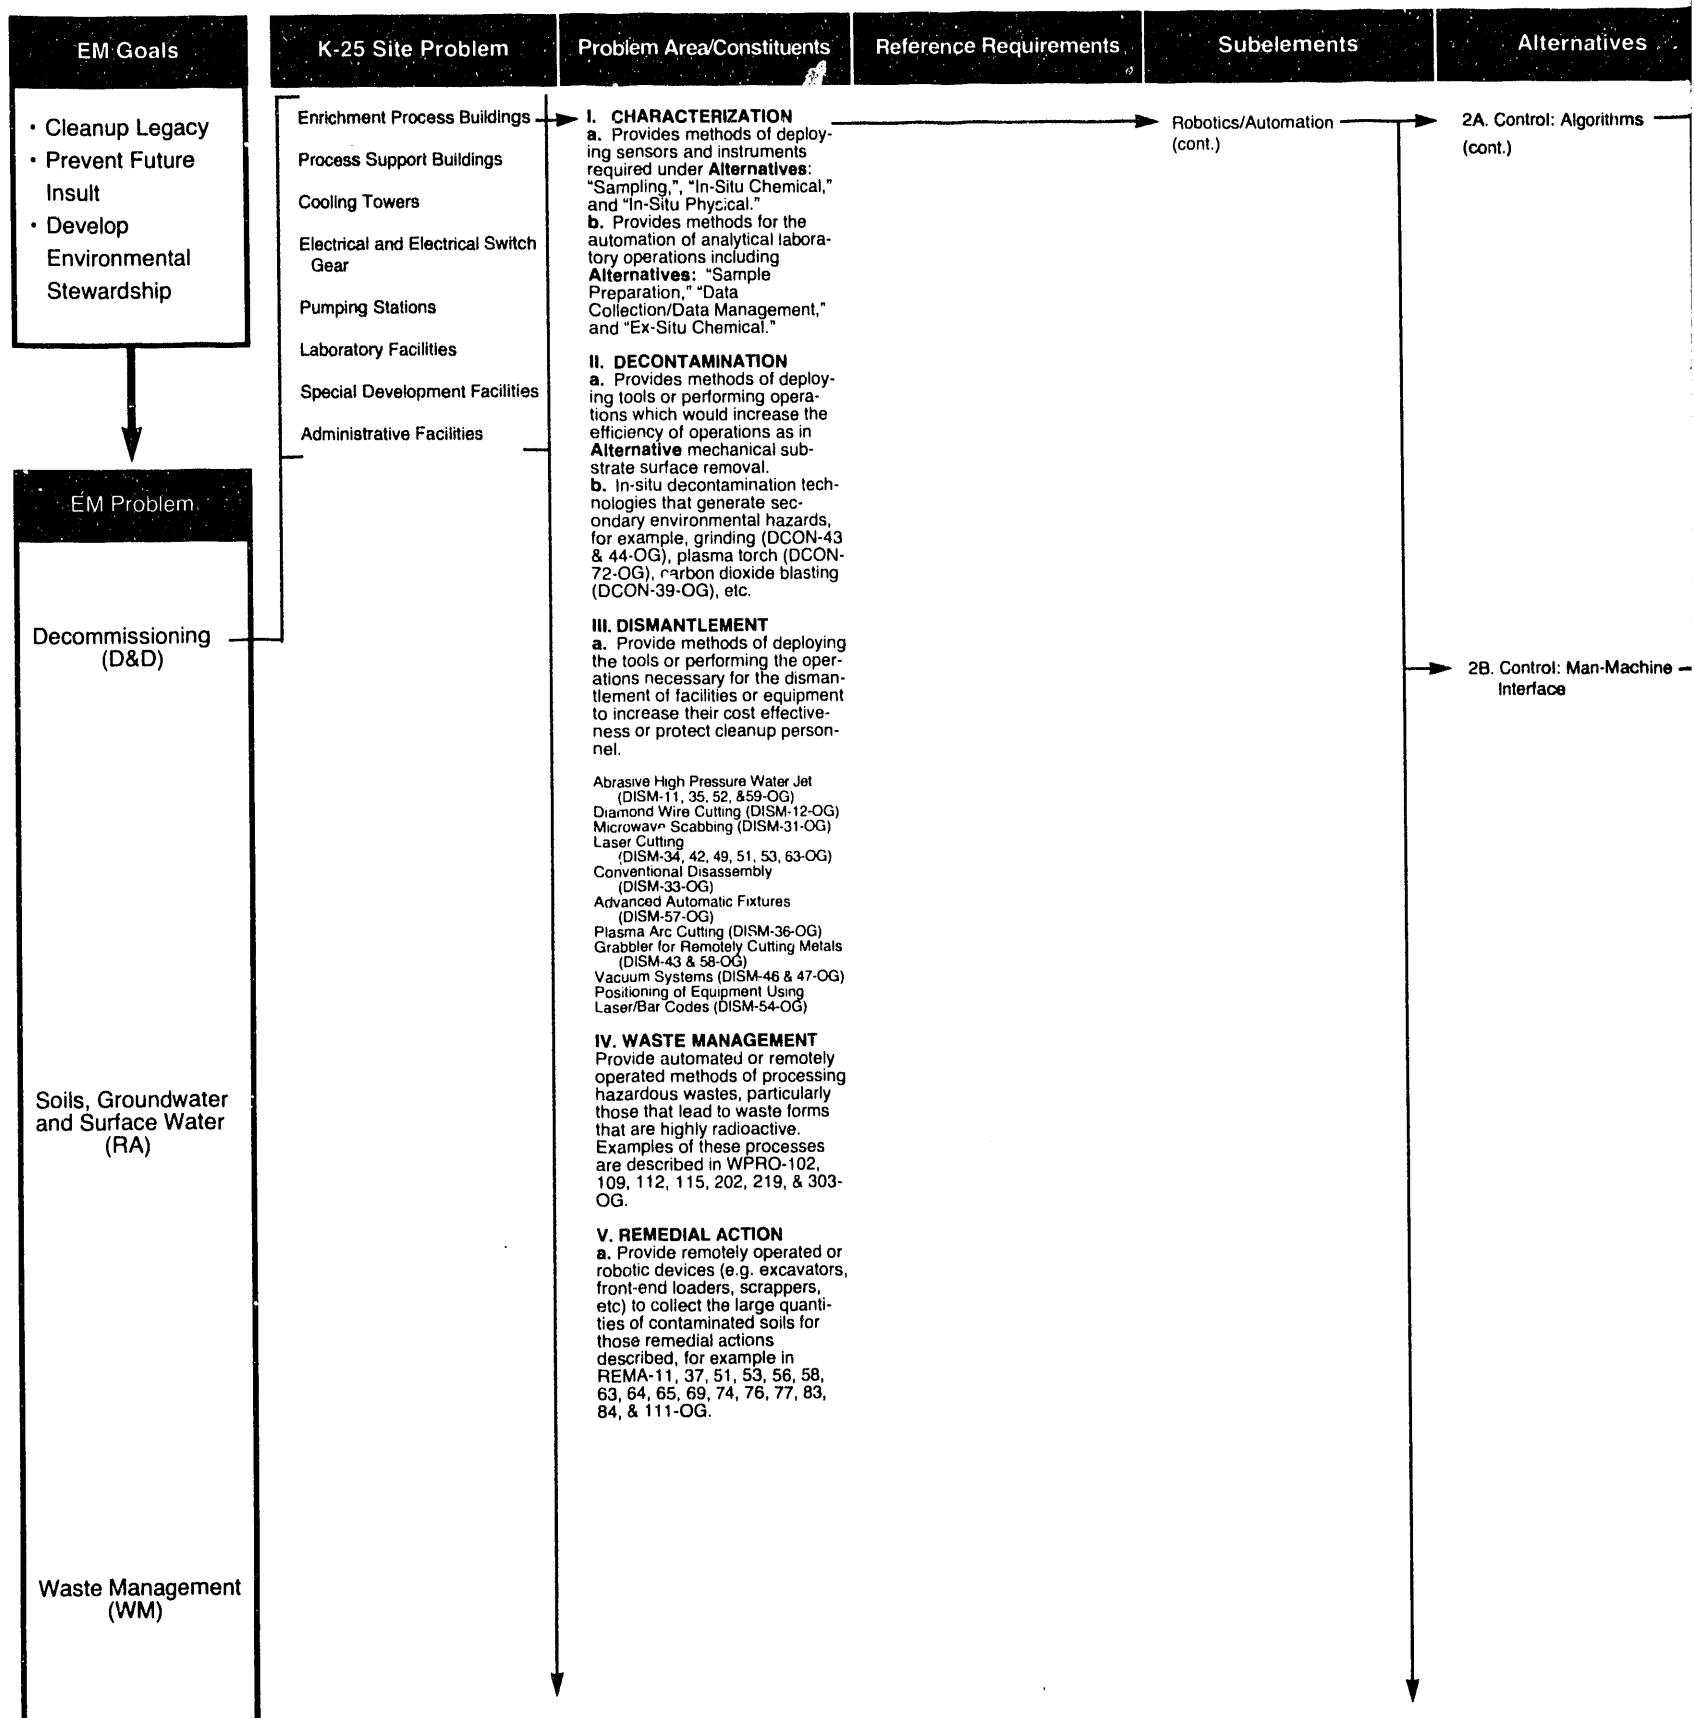 EM Goals
K-25 Site Problem
Problem Area/Constituents
Reference Requirements
Subelements
Alternatives
• Cleanup Legacy
• Prevent Future
Insult
• Develop
Environmental
Stewardship
EM Problem
Decommissioning
(D&D)
Soils, Groundwater
and Surface Water
(RA)
Waste Management
(WM)
Enrichment Process Buildings
Process Support Buildings
Cooling Towers
Electrical and Electrical Switch
Gear
Pumping Stations
Laboratory Facilities
Special Development Facilities
Administrative Facilities
I. CHARACTERIZATION
a. Provides methods of deploy-
ing sensors and instruments
required under Alternatives:
“Sampling,”, “In-Situ Chemical,”
and “In-Situ Physical.”
b. Provides methods for the
automation of analytical labora-
tory operations including
Alternatives: “Sample
Preparation,” “Data
Collection/Data Management,”
and “Ex-Situ Chemical.”
II. DECONTAMINATION
a. Provides methods of deploy-
ing tools or performing opera-
tions which would increase the
efficiency of operations as in
Alternative mechanical sub-
strate surface removal.
b. In-situ decontamination tech-
nologies that generate sec-
ondary environmental hazards,
for example, grinding (DCON-43
& 44-OG), plasma torch (DCON-
72-OG), carbon dioxide blasting
(DCON-39-OG), etc.
III. DISMANTLEMENT
a. Provide methods of deploying
the tools or performing the oper-
ations necessary for the disman-
tlement of facilities or equipment
to increase their cost effective-
ness or protect cleanup person-
nel.
Abrasive High Pressure Water Jet
(DISM-11, 35, 52, &59-OG)
Diamond Wire Cutting (DISM-12-OG)
Microwave Scabbing (DISM-31-OG)
Laser Cutting
(DISM-34, 42, 49, 51, 53, 63-OG)
Conventional Disassembly
(DISM-33-OG)
Advanced Automatic Fixtures
(DISM-57-OG)
Plasma Arc Cutting (DISM-36-OG)
Grabbler for Remotely Cutting Metals
(DISM-43 & 58-OG)
Vacuum Systems (DISM-46 & 47-OG)
Positioning of Equipment Using
Laser/Bar Codes (DISM-54-OG)
IV. WASTE MANAGEMENT
Provide automated or remotely
operated methods of processing
hazardous wastes, particularly
those that lead to waste forms
that are highly radioactive.
Examples of these processes
are described in WPRO-102,
109, 112, 115, 202, 219, & 303-
OG.
V. REMEDIAL ACTION
a. Provide remotely operated or
robotic devices (e.g. excavators,
front-end loaders, scrappers,
etc) to collect the large quanti-
ties of contaminated soils for
those remedial actions
described, for example in
REMA-11, 37, 51, 53, 56, 58,
63, 64, 65, 69, 74, 76, 77, 83,
84, & 111-OG.
Robotics/Automation
(cont.)
2A. Control: Algorithms
(cont.)
2B. Control: Man-Machine
Interface